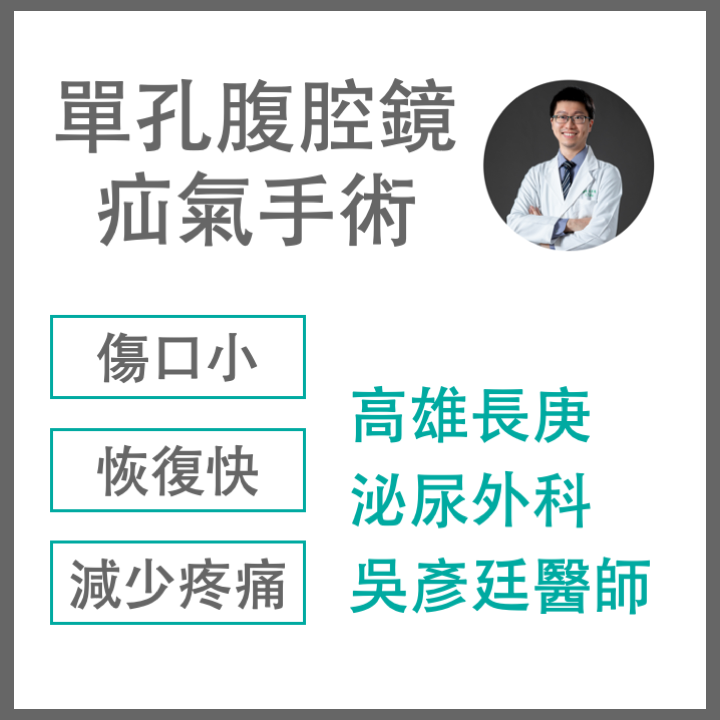 單孔腹腔鏡
疝氣手術
傷口小
恢復快
減少疼痛
高雄長庚
泌尿外科
吳彥廷醫師